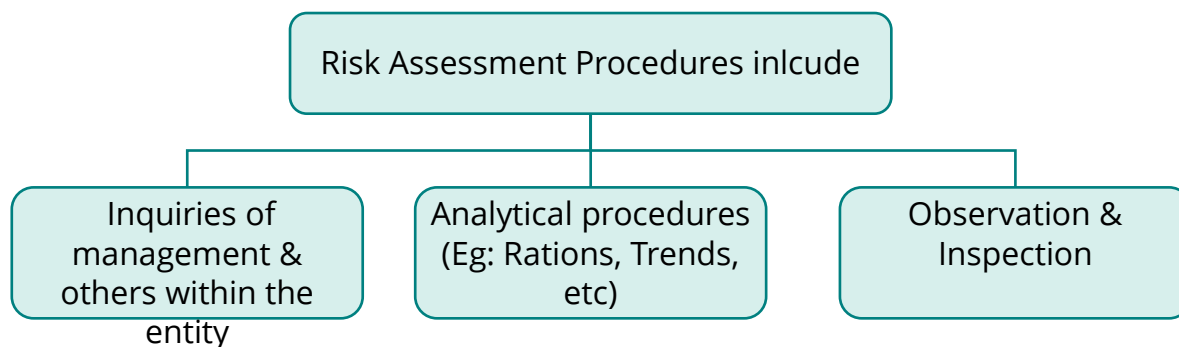 Risk Assessment Procedures inlcude
Inquiries of
management &
others within the
entity
Analytical procedures
(Eg: Rations, Trends,
etc)
Observation &
Inspection